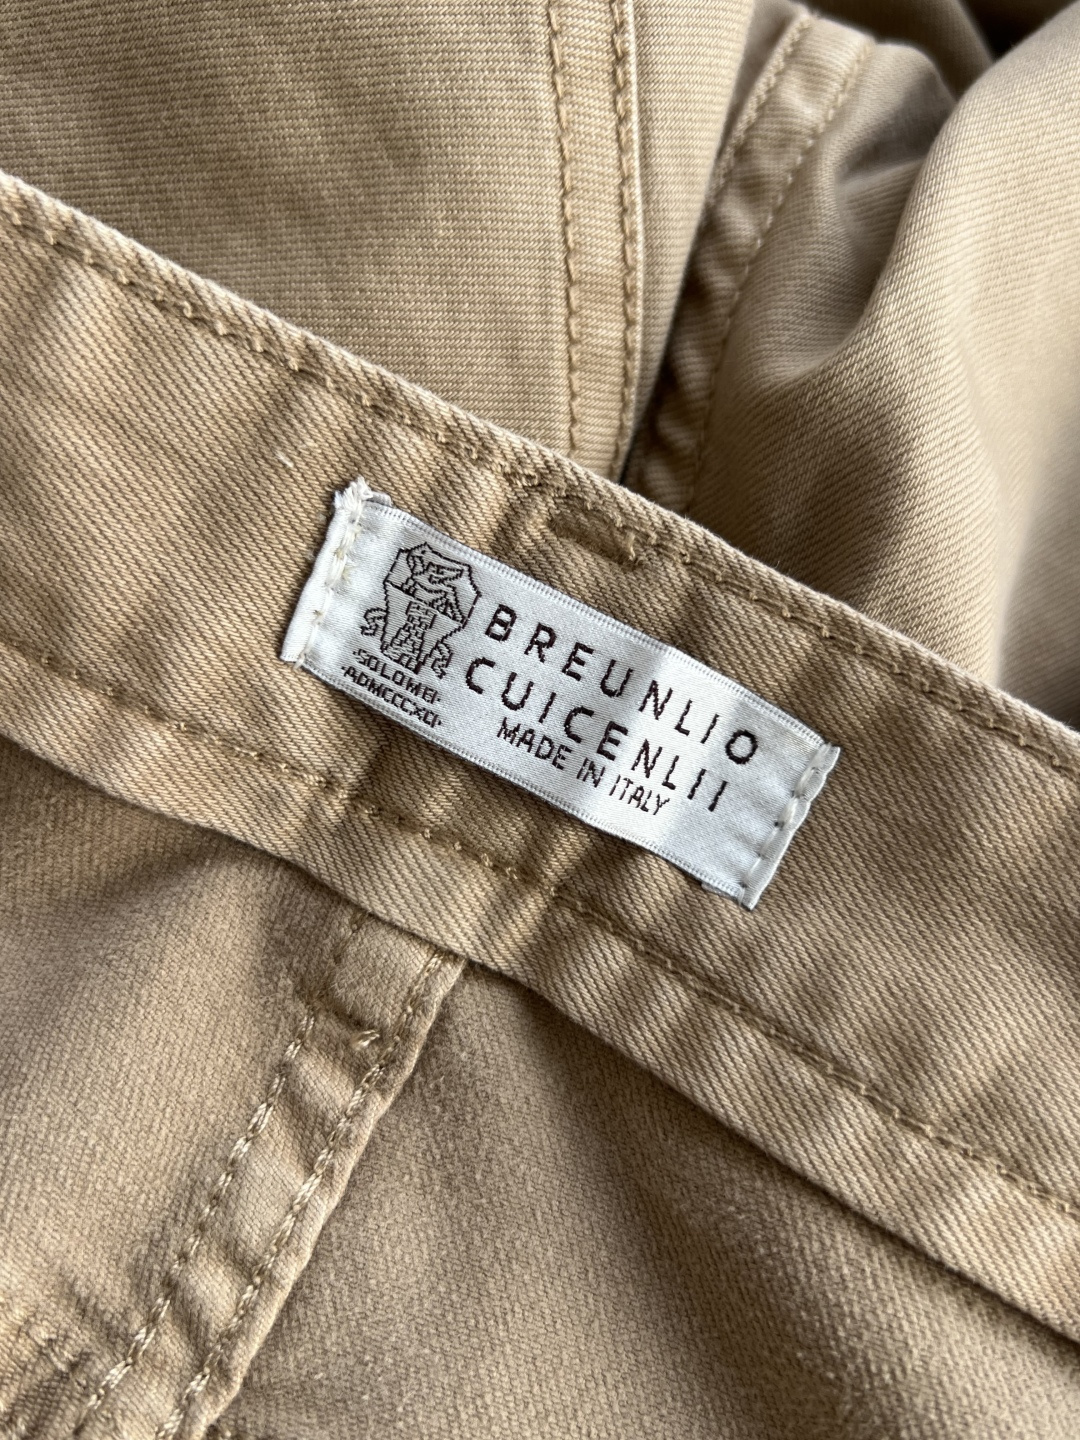 BREUNLIO
CUICENLII
MADE IN ITALY
·SOLOMEI·
·ADMCCCXCI·